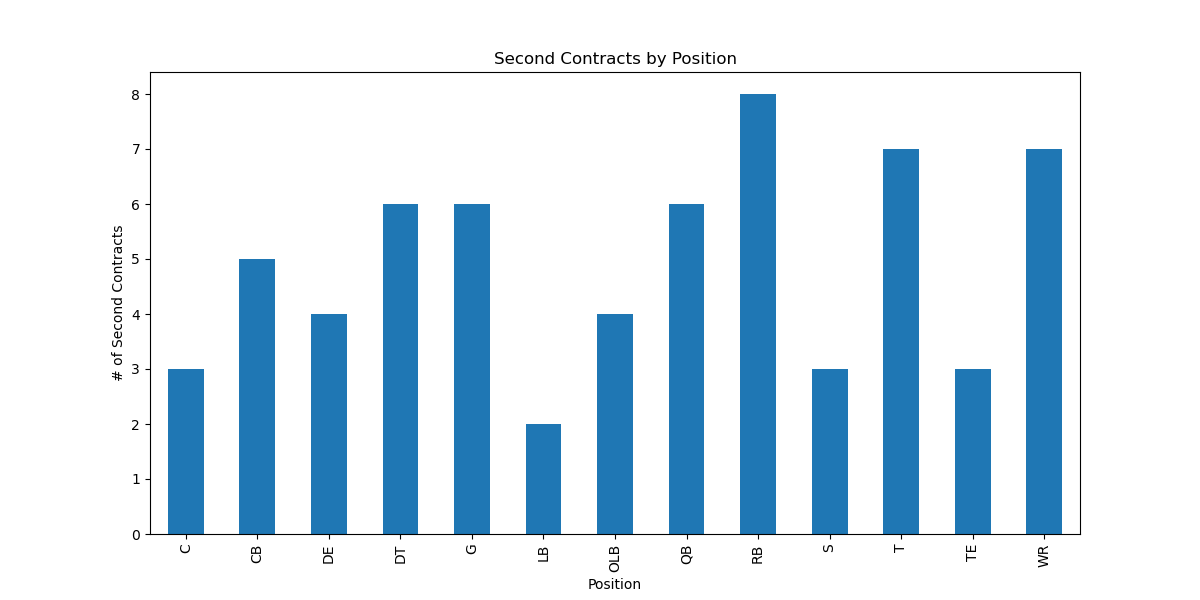 Second Contracts by Position
# of Second Contracts
8
7
6
5
4
3
2
1
0
C
CB
DE
DT
G
LB
OLB
QB
RB
S
T
TE
WR
Position